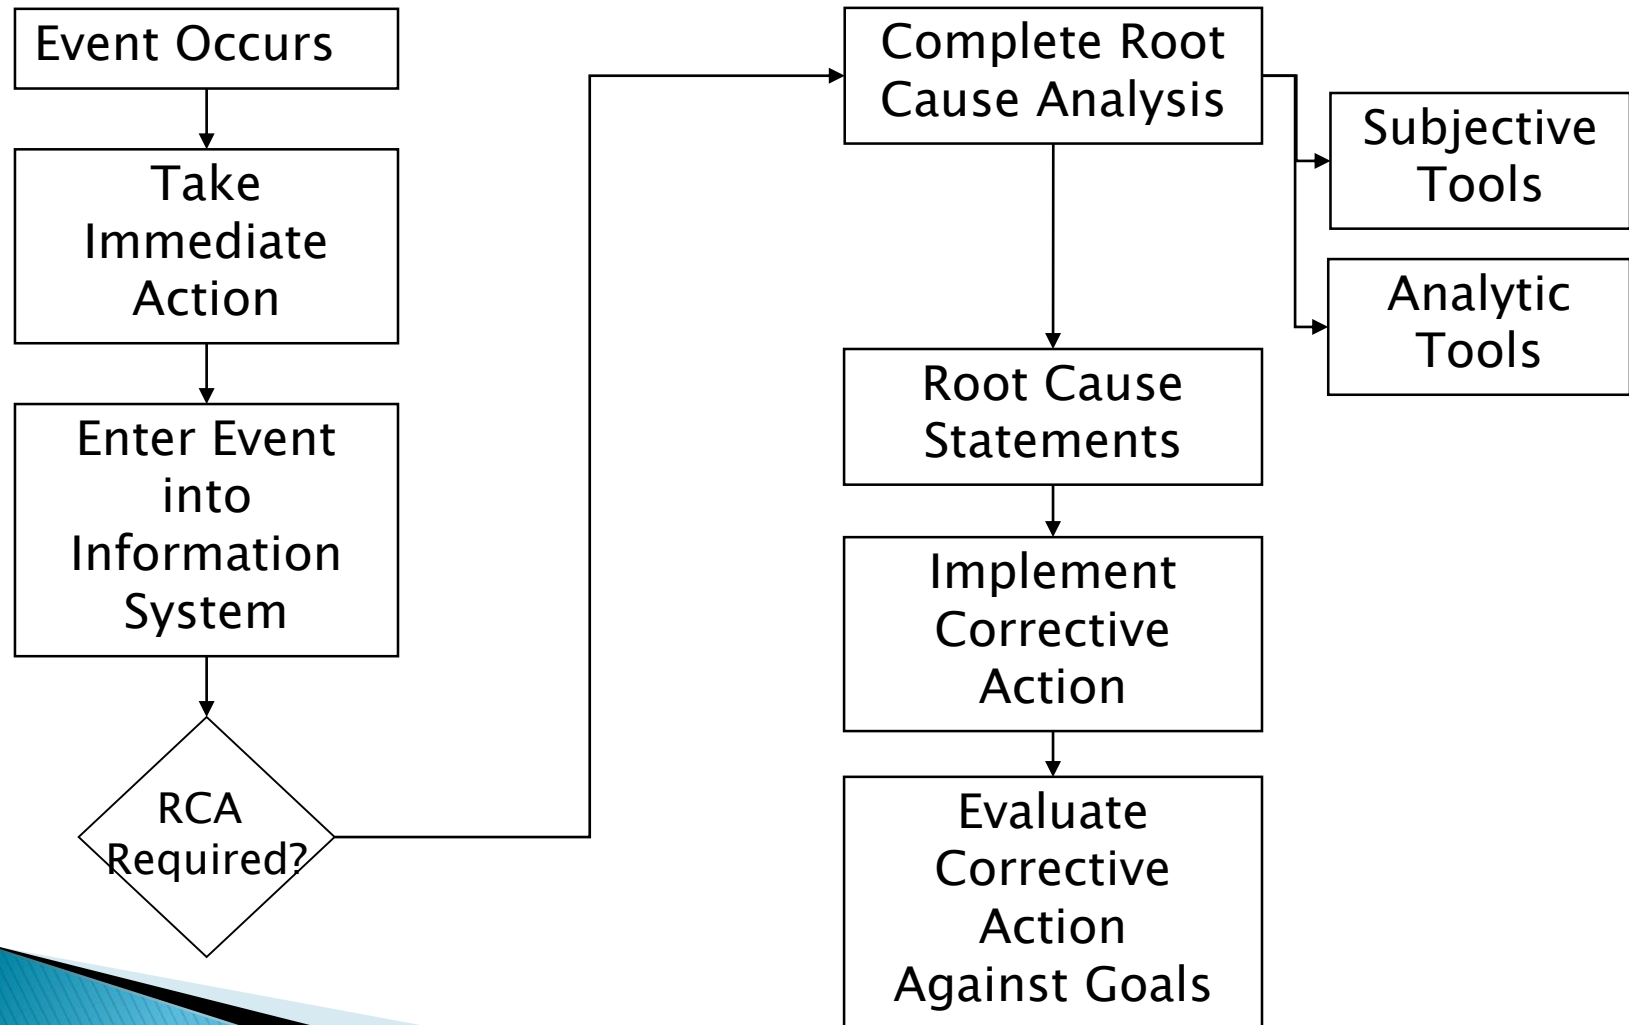 Event Occurs
Take
Immediate
Action
Enter Event
into
Information
System
RCA
Required?
Complete Root
Cause Analysis
Subjective
Tools
Analytic
Tools
Root Cause
Statements
Implement
Corrective
Action
Evaluate
Corrective
Action
Against Goals